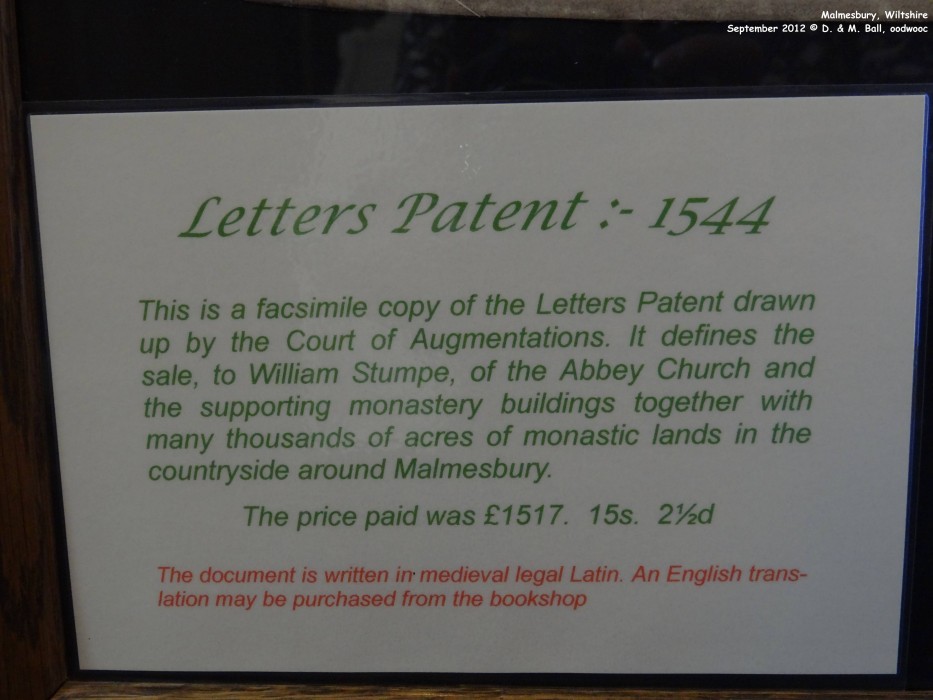 Malmesbury, Wiltshire
September 2012 © D. & M. Ball, oodwooc
Letters Patent :- 1544
This is a facsimile copy of the Letters Patent drawn
up by the Court of Augmentations. It defines the
sale, to William Stumpe, of the Abbey Church and
the supporting monastery buildings together with
many thousands of acres of monastic lands in the
countryside around Malmesbury.
The price paid was £1517. 15s. 2½d
The document is written in medieval legal Latin. An English trans-
lation may be purchased from the bookshop